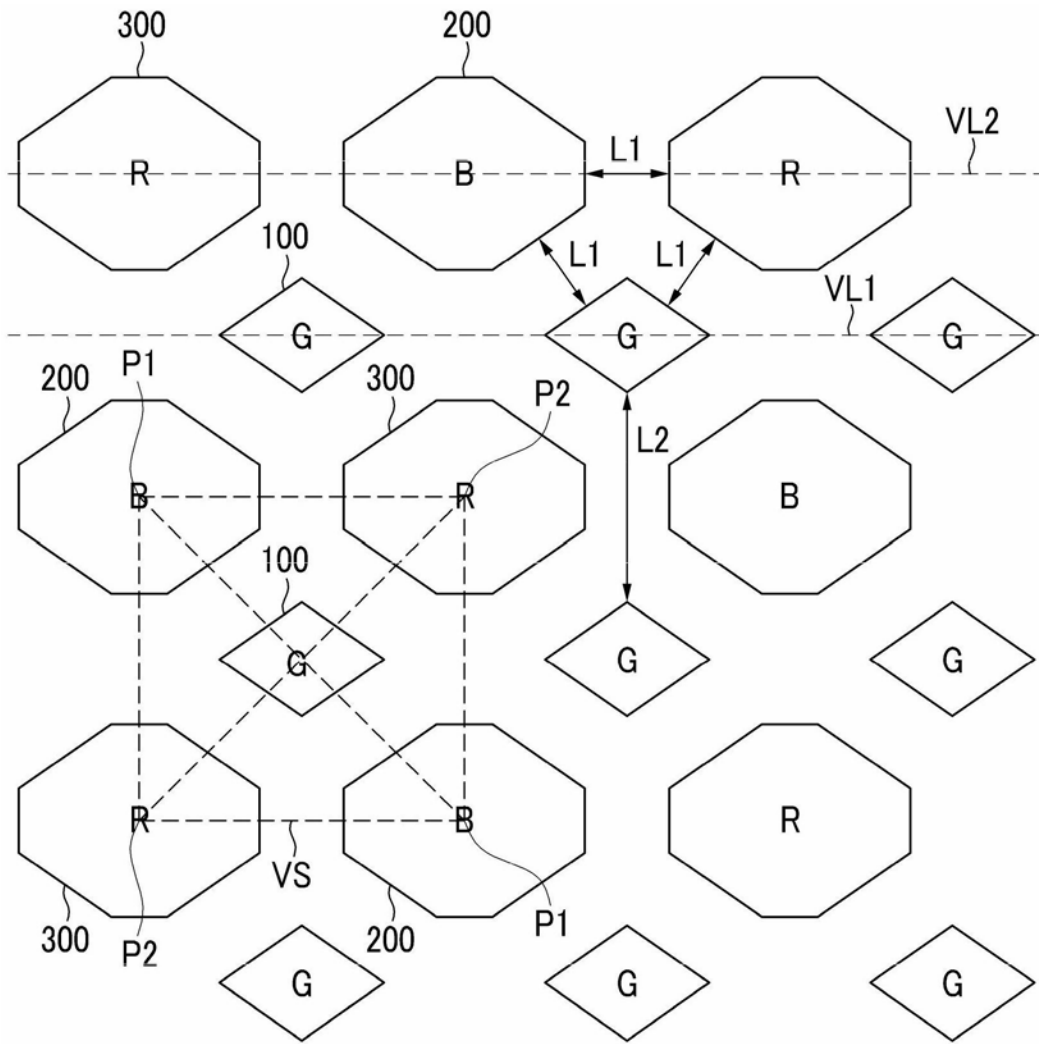 300 200
R B L1 R VL2
100 L1 L1
G G VL1 G
P1
200 300 P2
B R L2 B
100
G G G
R B R
VS
300 P2 200 P1
G G G